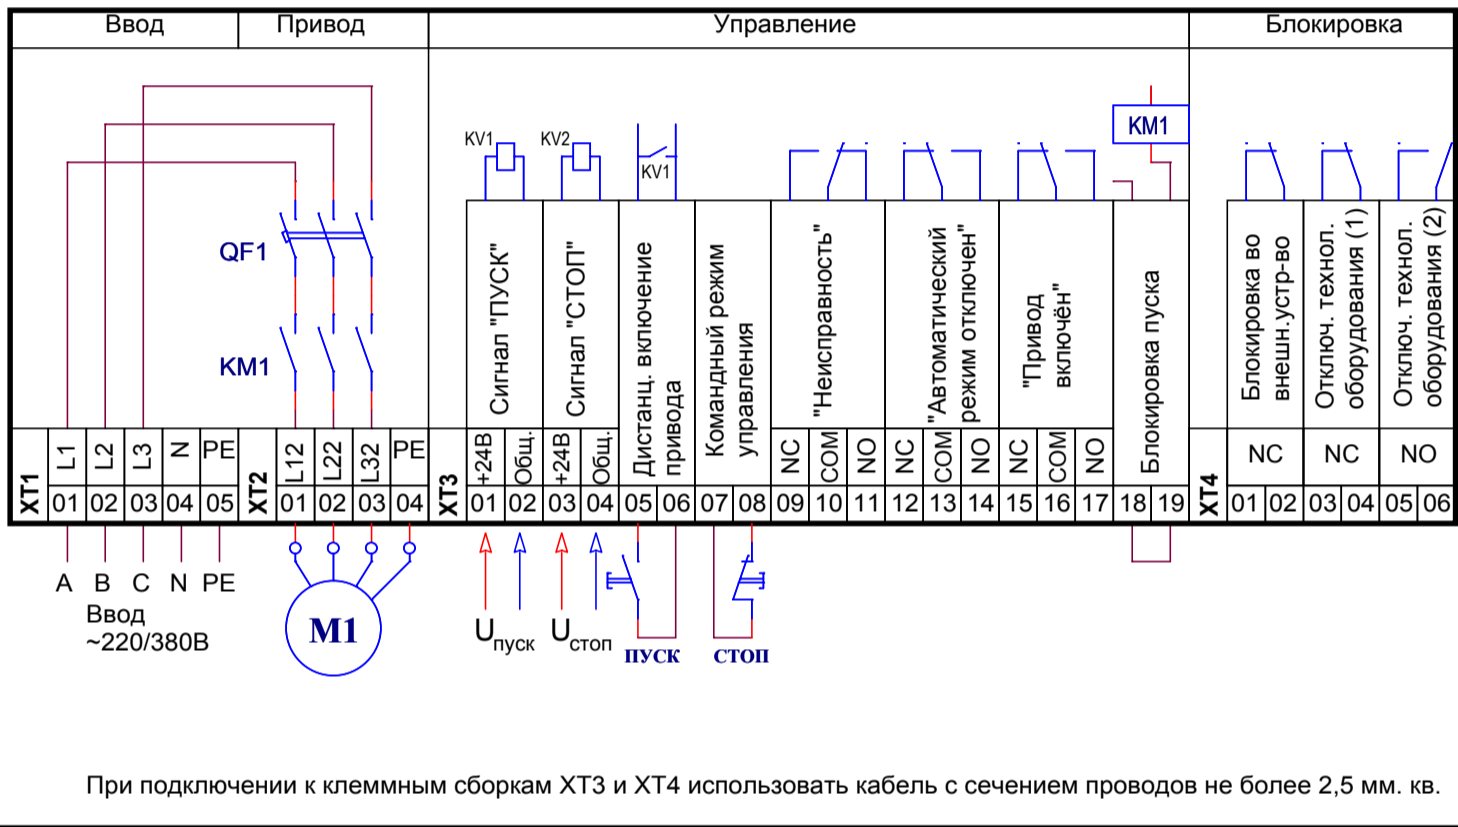 Ввод
Привод
Управление
Блокировка
KV1
KV2
KV1
KM1
QF1
KM1
Сигнал "ПУСК"
Сигнал "СТОП"
Дистанц. включение
привода
Командный режим
управления
"Неисправность"
"Автоматический
режим отключен"
"Привод
включён"
Блокировка пуска
Блокировка во
внешн.устр-во
Отключ. технол.
оборудования (1)
Отключ. технол.
оборудования (2)
XT1
L1
L2
L3
N
PE
XT2
L12
L22
L32
PE
XT3
+24В
Общ.
+24В
Общ.
NC
COM
NO
NC
COM
NO
NC
COM
NO
XT4
NC
NC
NO
01 02 03 04 05
01 02 03 04
01 02 03 04 05 06 07 08 09 10 11 12 13 14 15 16 17 18 19
01 02 03 04 05 06
A B C N PE
Ввод
~220/380В
M1
Uпуск
Uстоп
ПУСК
СТОП
При подключении к клеммным сборкам ХТ3 и ХТ4 использовать кабель с сечением проводов не более 2,5 мм. кв.